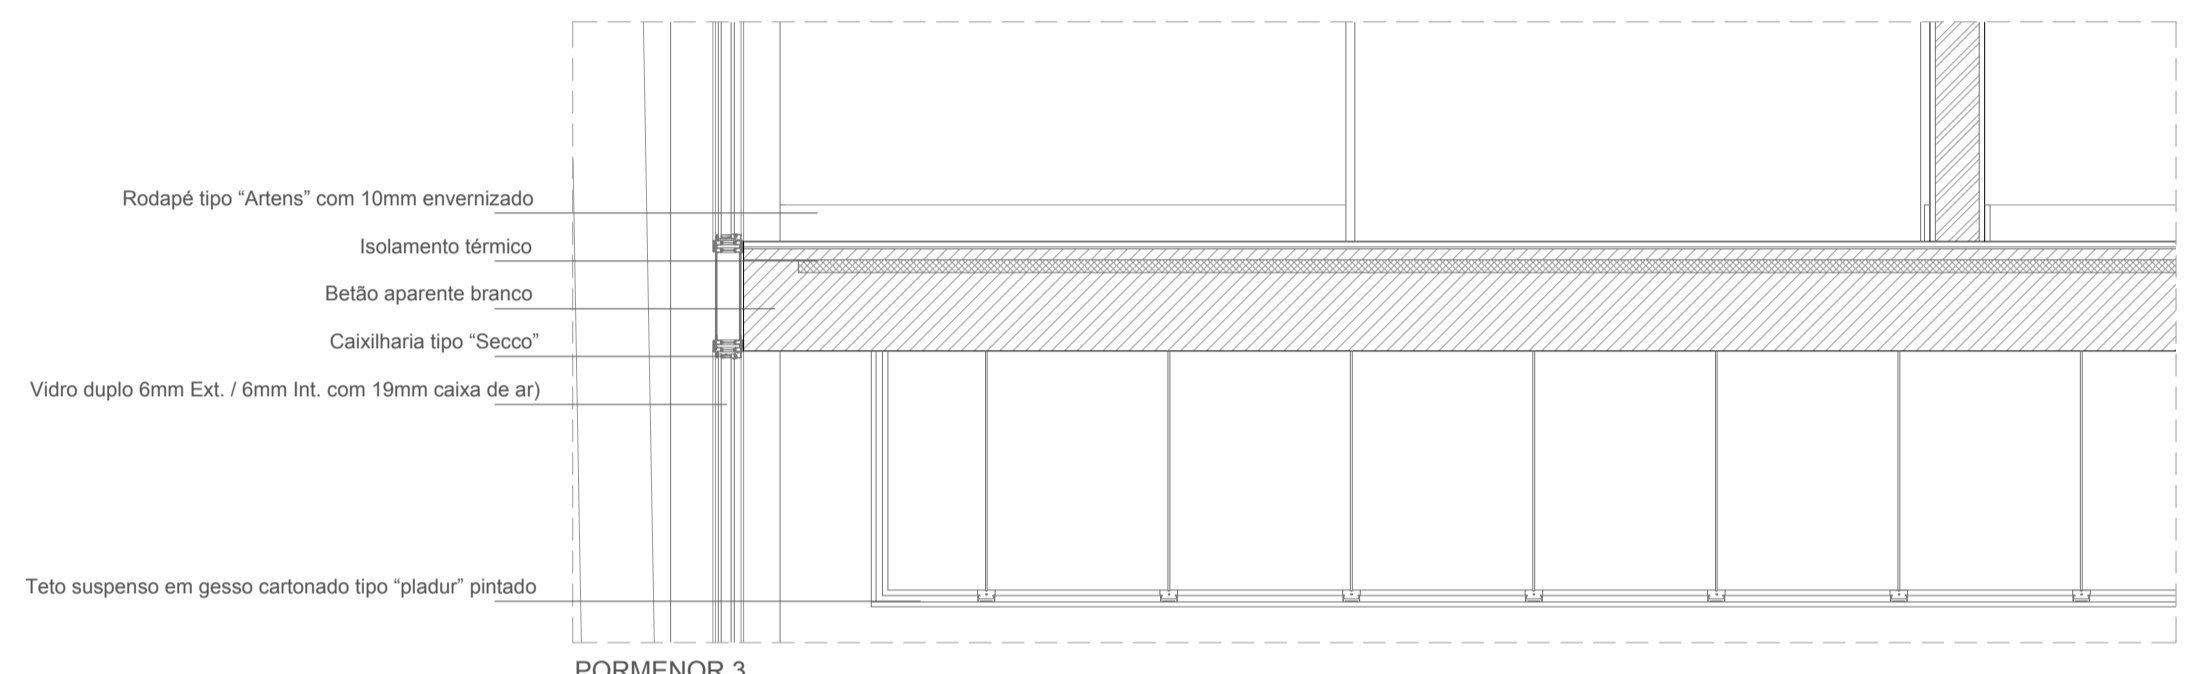 Rodapé tipo “Artens” com 10mm envernizado
Isolamento térmico
Betão aparente branco
Caixilharia tipo “Secco”
Vidro duplo 6mm Ext. / 6mm Int. com 19mm caixa de ar)
Teto suspenso em gesso cartonado tipo “pladur” pintado
PORMENOR 3